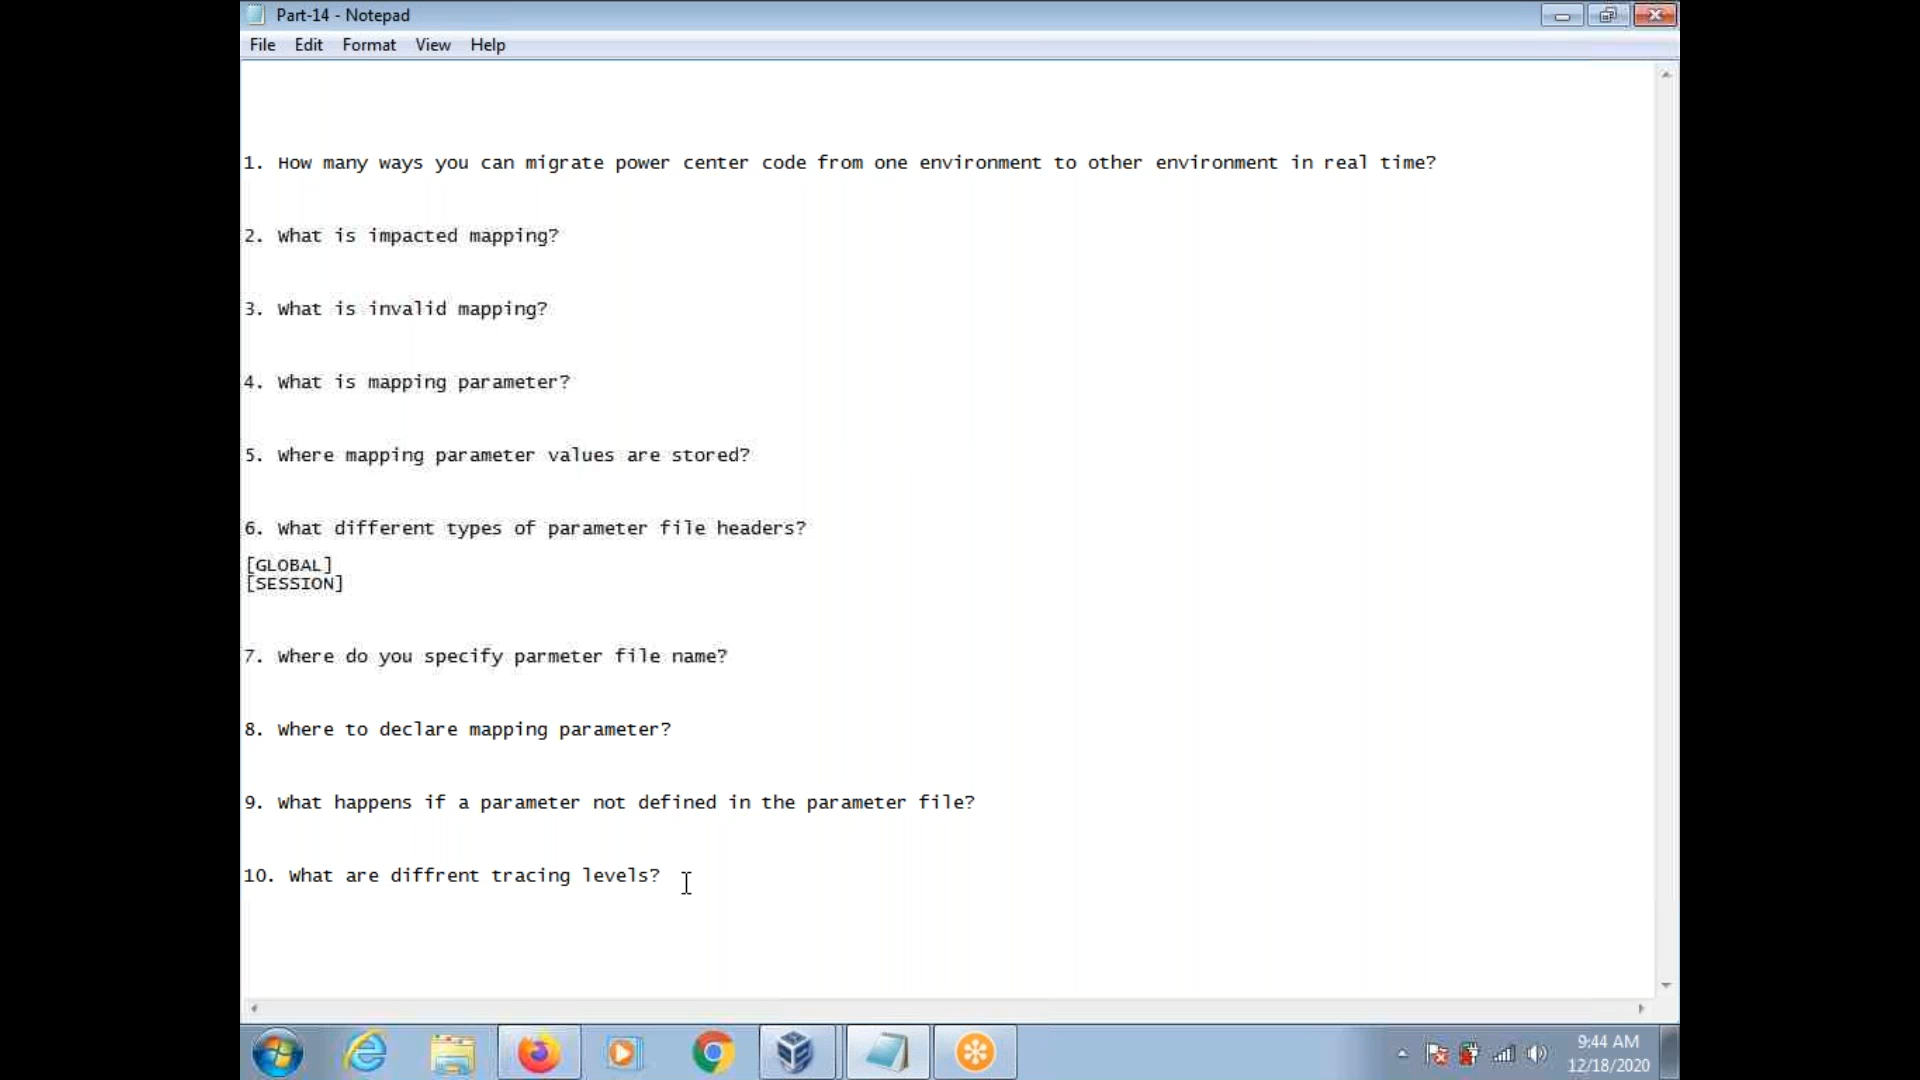 Part-14 - Notepad
File Edit Format View Help
1. How many ways you can migrate power center code from one environment to other environment in real time?
2. What is impacted mapping?
3. What is invalid mapping?
4. What is mapping parameter?
5. Where mapping parameter values are stored?
6. What different types of parameter file headers?
[GLOBAL]
[SESSION]
7. Where do you specify parmeter file name?
8. Where to declare mapping parameter?
9. What happens if a parameter not defined in the parameter file?
10. What are diffrent tracing levels?
9:44 AM
12/18/2020